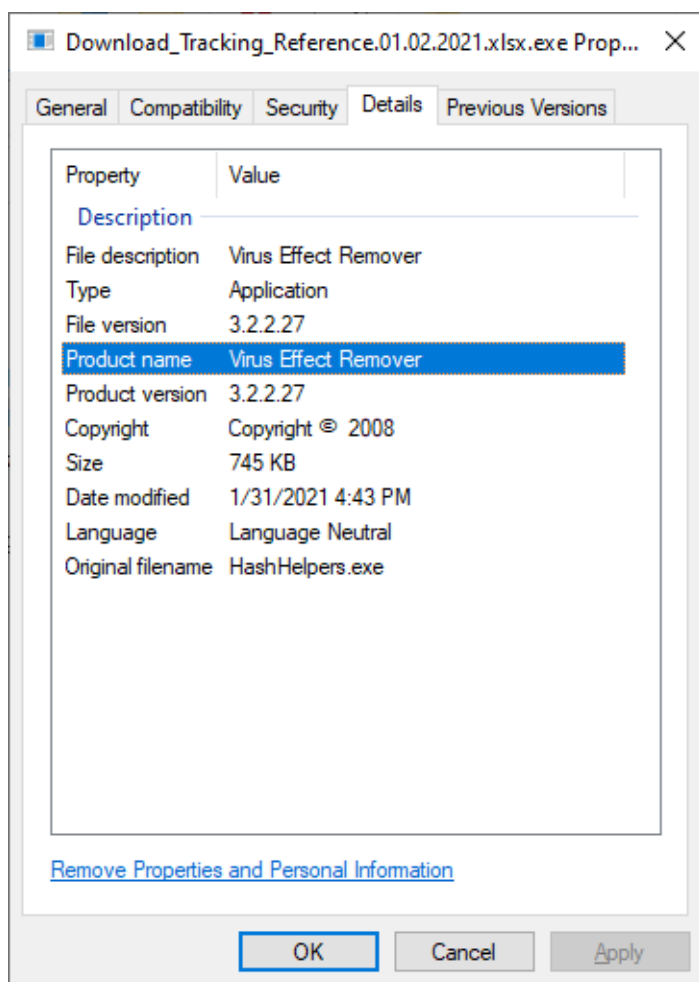 Download_Tracking_Reference.01.02.2021.xlsx.exe Prop...
General Compatibility Security Details Previous Versions
Property Value
Description
File description Virus Effect Remover
Type Application
File version 3.2.2.27
Product name Virus Effect Remover
Product version 3.2.2.27
Copyright Copyright © 2008
Size 745 KB
Date modified 1/31/2021 4:43 PM
Language Language Neutral
Original filename HashHelpers.exe
Remove Properties and Personal Information
OK Cancel Apply